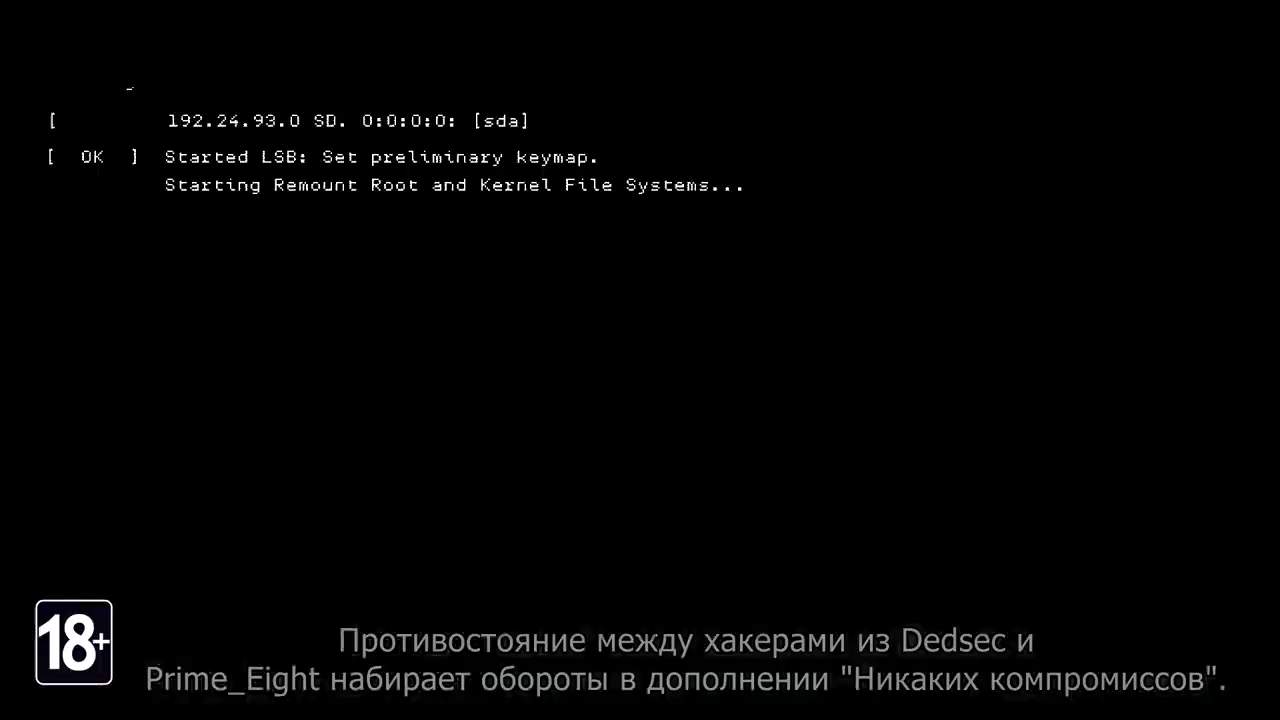 -
[ 192.24.93.0 SD. 0:0:0:0: [sda]
[ OK ] Started LSB: Set preliminary keymap.
Starting Remount Root and Kernel File Systems...
18+
Противостояние между хакерами из Dedsec и
Prime_Eight набирает обороты в дополнении "Никаких компромиссов".